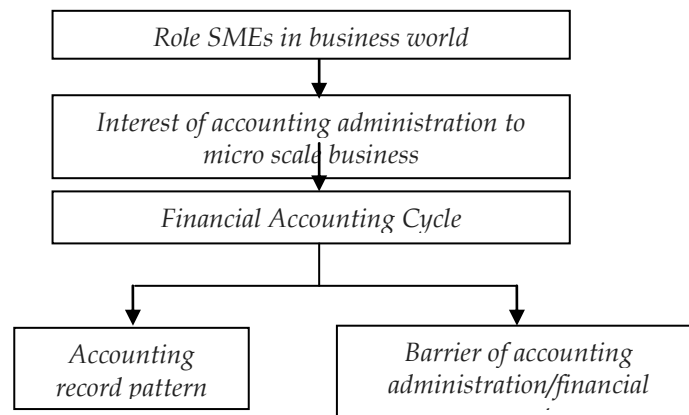 Role SMEs in business world
Interest of accounting administration to
micro scale business
Financial Accounting Cycle
Accounting
record pattern
Barrier of accounting
administration/financial